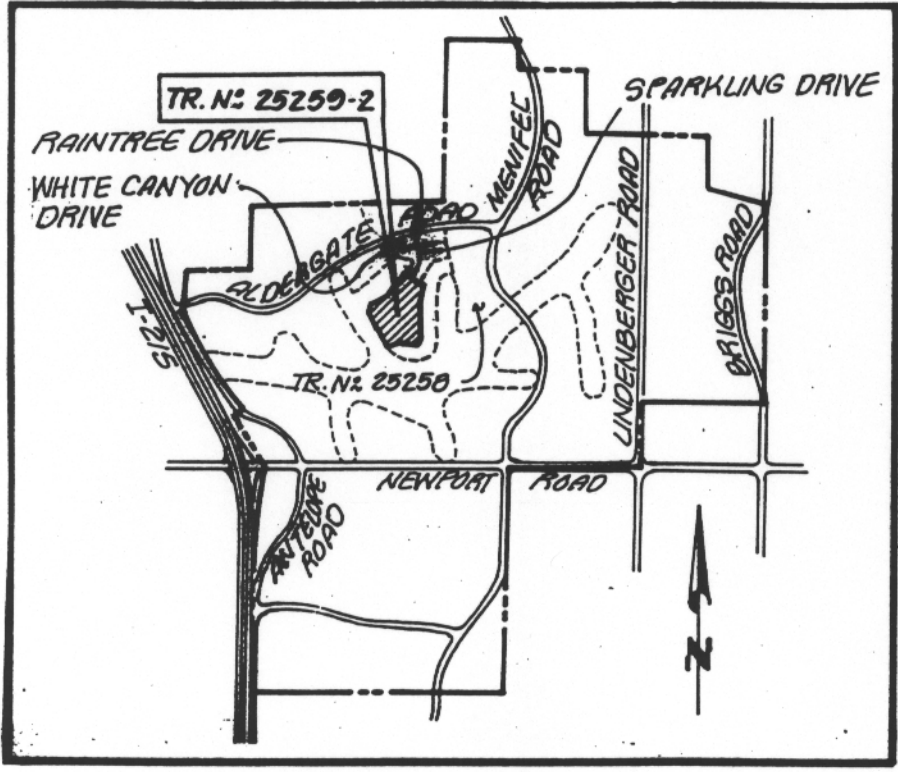 TR. Nº 25259-2
SPARKLING DRIVE
RAINTREE DRIVE
WHITE CANYON
DRIVE
MENIFEE
ROAD
ALDERGATE ROAD
LINDENBERGER ROAD
BRIGGS ROAD
I-215
TR. Nº 25258
NEWPORT ROAD
ANTELOPE
ROAD
N